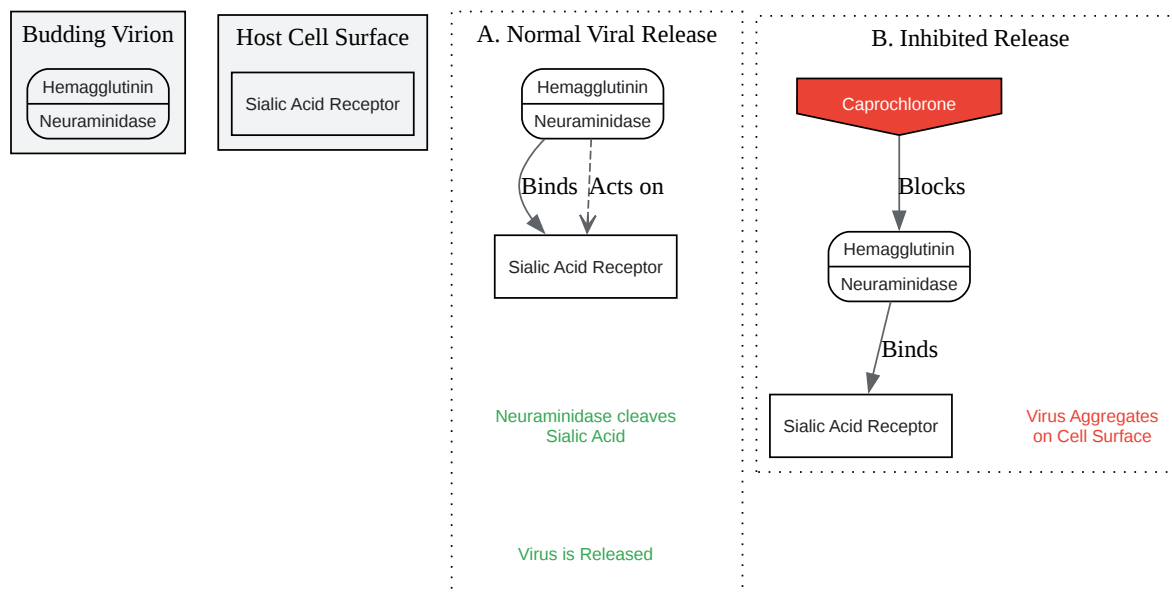 Budding Virion
Hemagglutinin
Neuraminidase
Host Cell Surface
Sialic Acid Receptor
A. Normal Viral Release
Hemagglutinin
Neuraminidase
Binds
Acts on
Sialic Acid Receptor
Neuraminidase cleaves
Sialic Acid
Virus is Released
B. Inhibited Release
Caprochlorone
Blocks
Hemagglutinin
Neuraminidase
Binds
Sialic Acid Receptor
Virus Aggregates
on Cell Surface